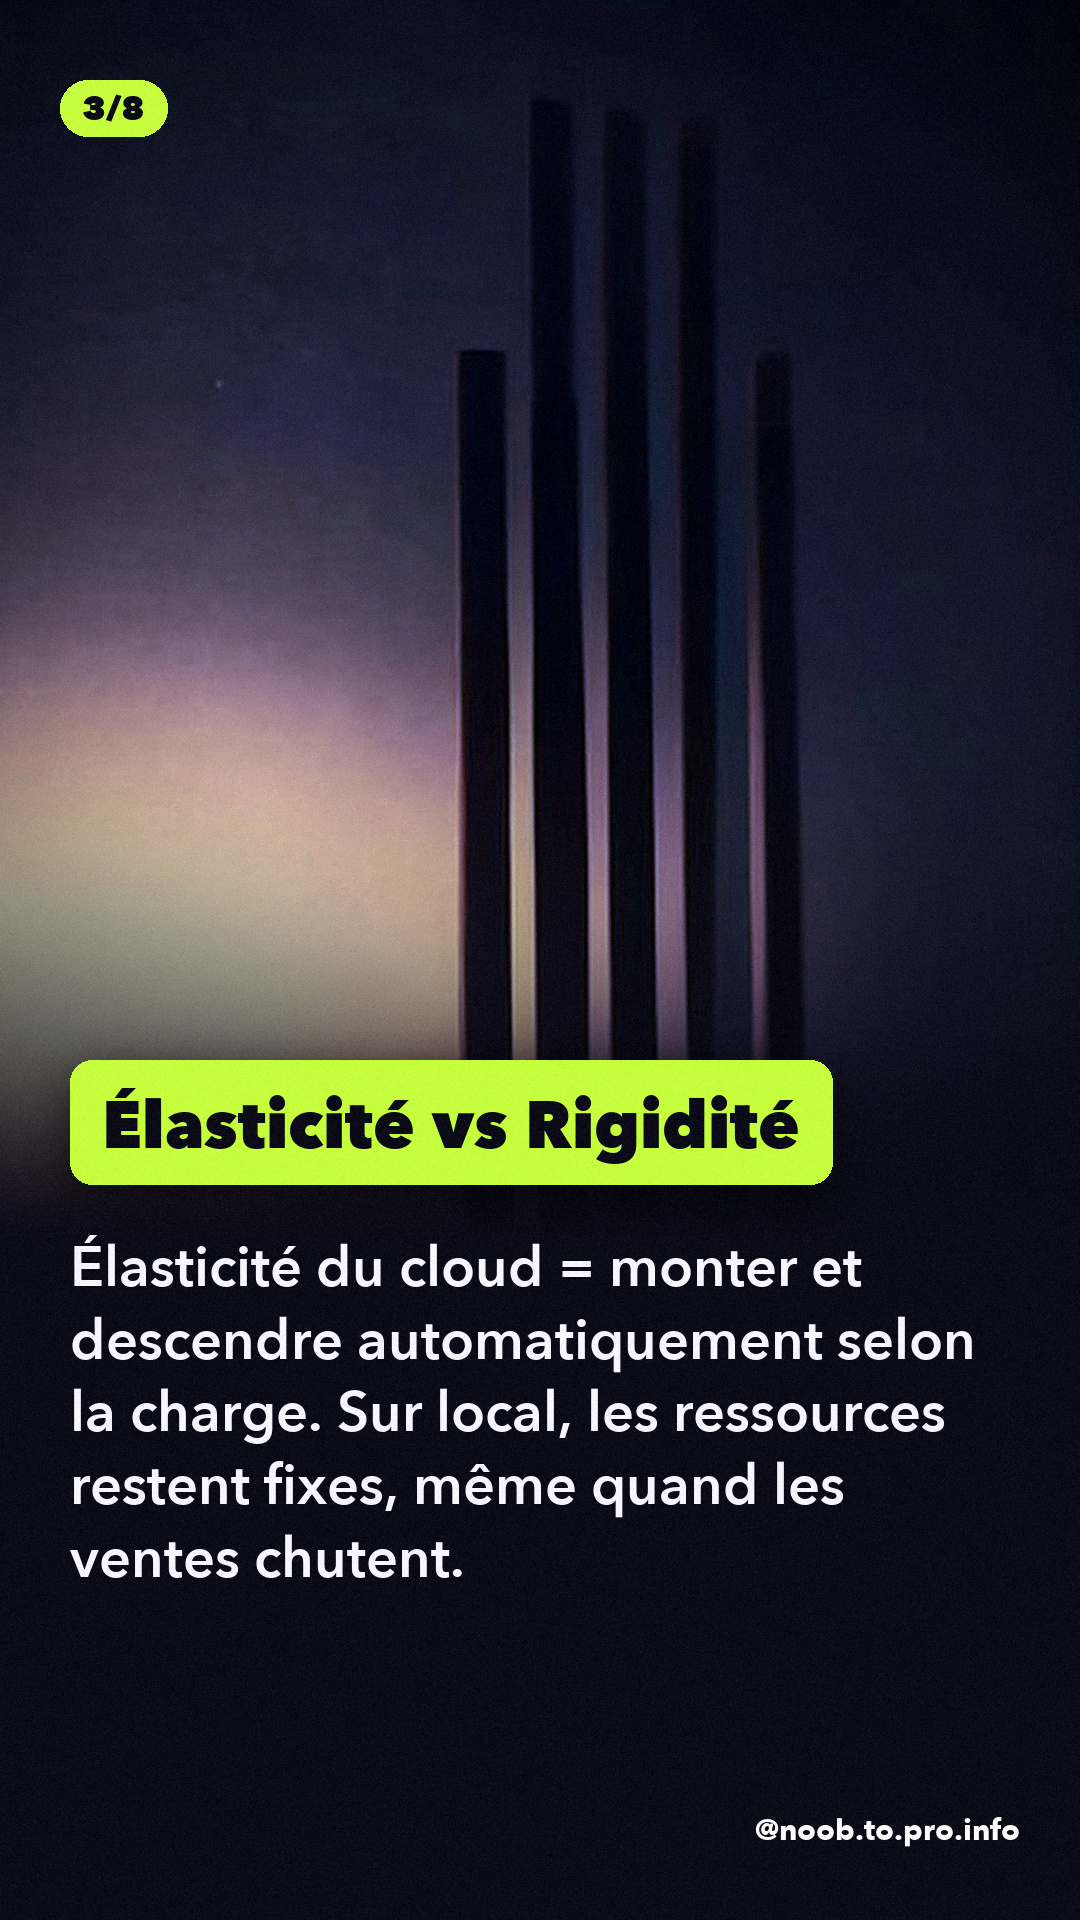 3/8
Élasticité vs Rigidité
Élasticité du cloud = monter et
descendre automatiquement selon
la charge. Sur local, les ressources
restent fixes, même quand les
ventes chutent.
@noob.to.pro.info